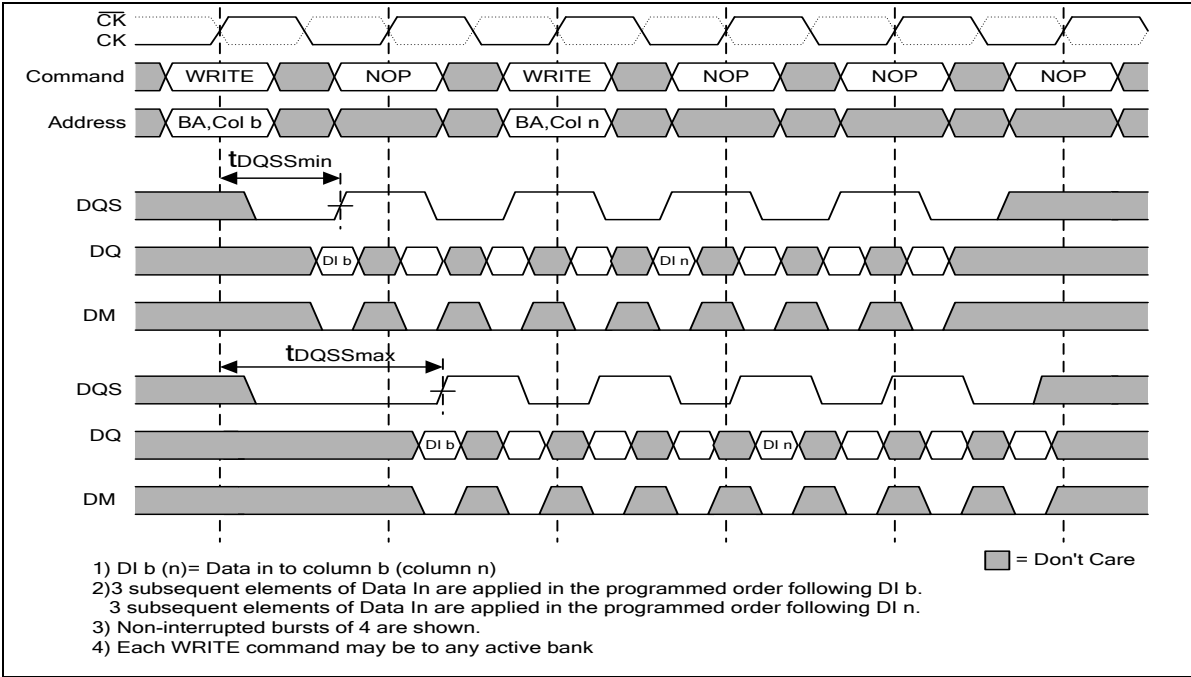 CK
CK
Command WRITE NOP WRITE NOP NOP NOP
Address BA,Col b BA,Col n
tDQSSmin
DQS
DQ DI b DI n
DM
tDQSSmax
DQS
DQ DI b DI n
DM
1) DI b (n)= Data in to column b (column n)
= Don't Care
2)3 subsequent elements of Data In are applied in the programmed order following DI b.
3 subsequent elements of Data In are applied in the programmed order following DI n.
3) Non-interrupted bursts of 4 are shown.
4) Each WRITE command may be to any active bank